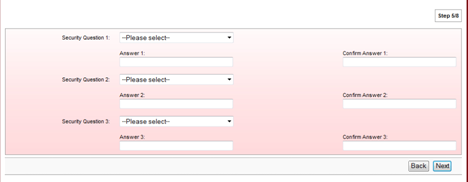 Step 5/8
Security Question 1: --Please select--
Answer 1: Confirm Answer 1:
Security Question 2: --Please select--
Answer 2: Confirm Answer 2:
Security Question 3: --Please select--
Answer 3: Confirm Answer 3:
Back Next